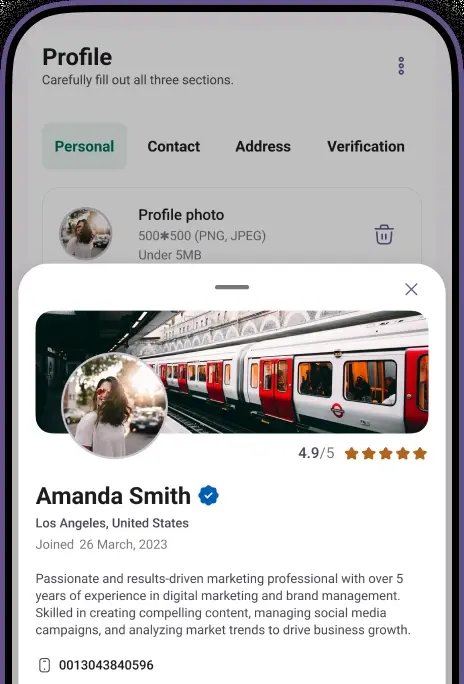 Profile
Carefully fill out all three sections.
Personal Contact Address Verification
Profile photo
500✱500 (PNG, JPEG)
Under 5MB
4.9/5
Amanda Smith
Los Angeles, United States
Joined 26 March, 2023
Passionate and results-driven marketing professional with over 5
years of experience in digital marketing and brand management.
Skilled in creating compelling content, managing social media
campaigns, and analyzing market trends to drive business growth.
0013043840596